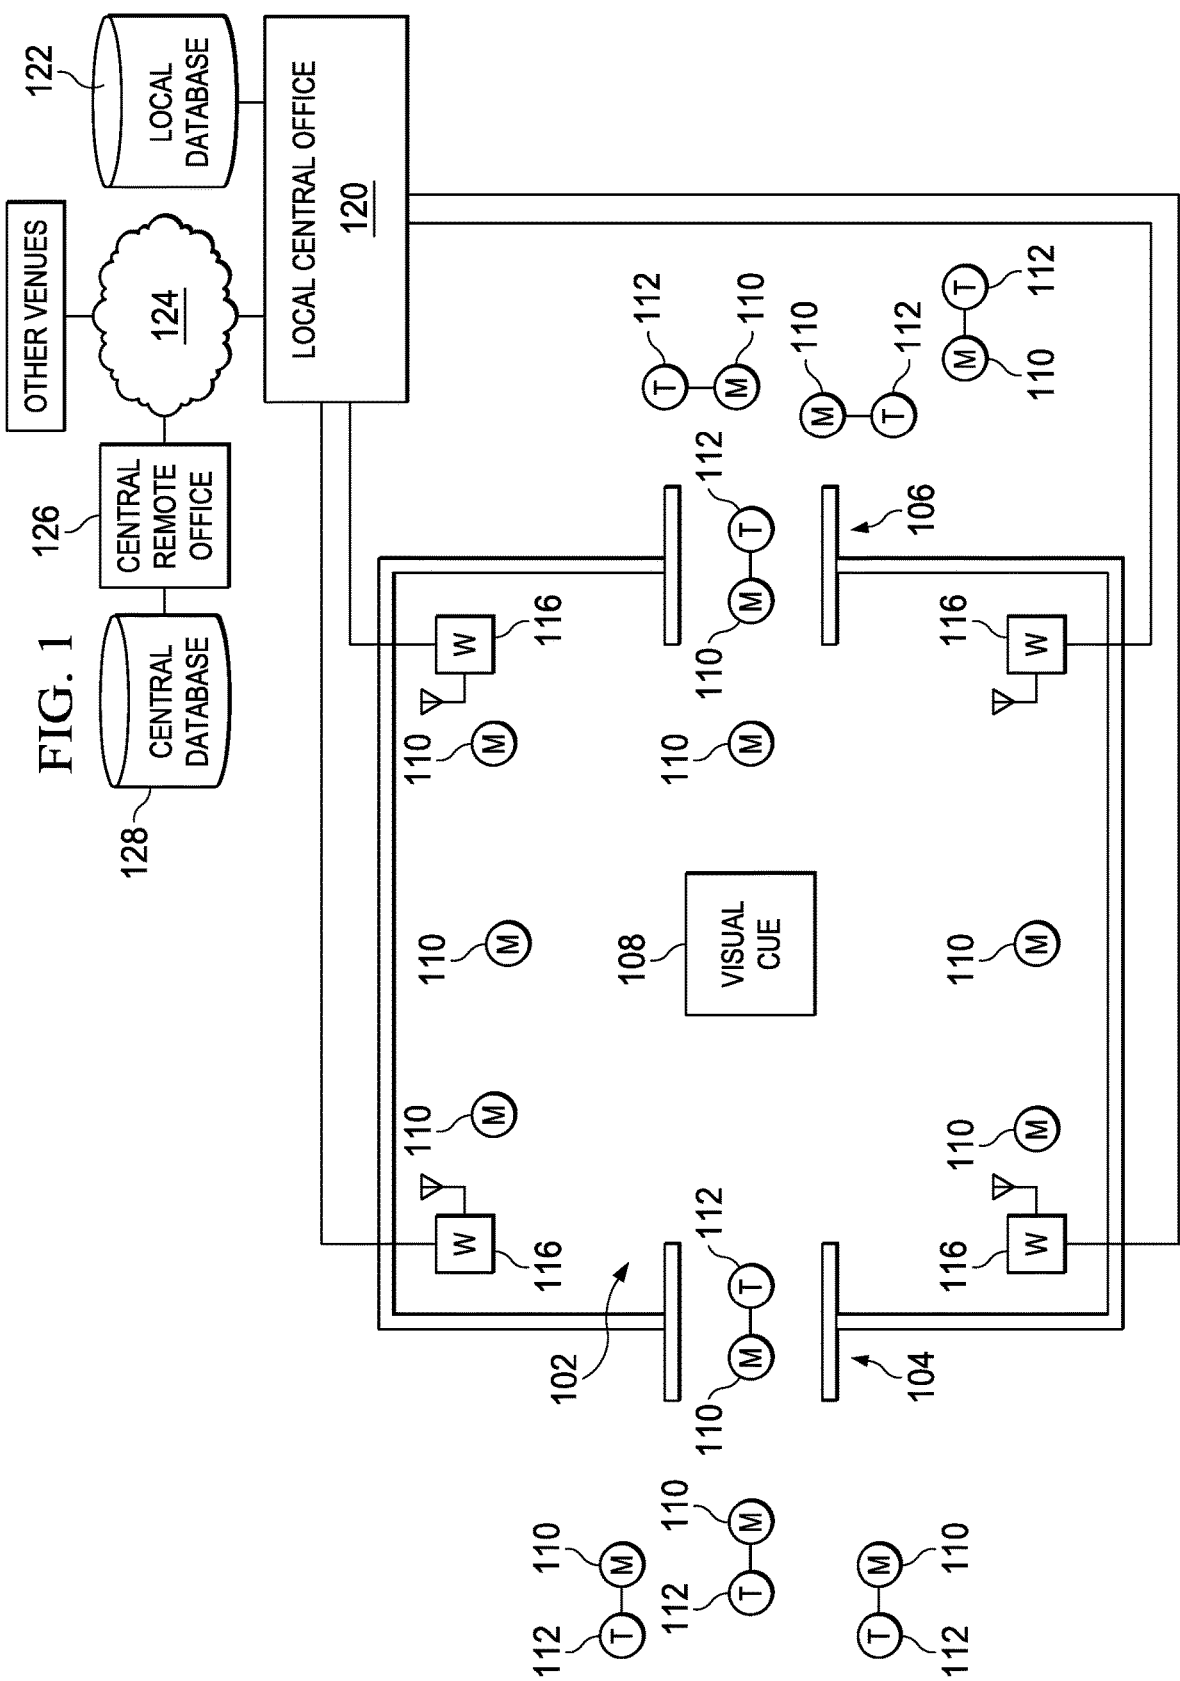 FIG. 1
OTHER VENUES
122
126
128
CENTRAL
DATABASE
CENTRAL
REMOTE
OFFICE
124
LOCAL
DATABASE
LOCAL CENTRAL OFFICE
120
110
110
110
W
M
M
M
W
116
116
112
110
102
T
M
108
112
T
112
110
110
110
112
110
112
T
M
M
T
M
M
T
M
110
VISUAL
CUE
110
M
T
M
T
112
104
106
112
110
116
110
110
116
M
T
110
112
W
M
M
W